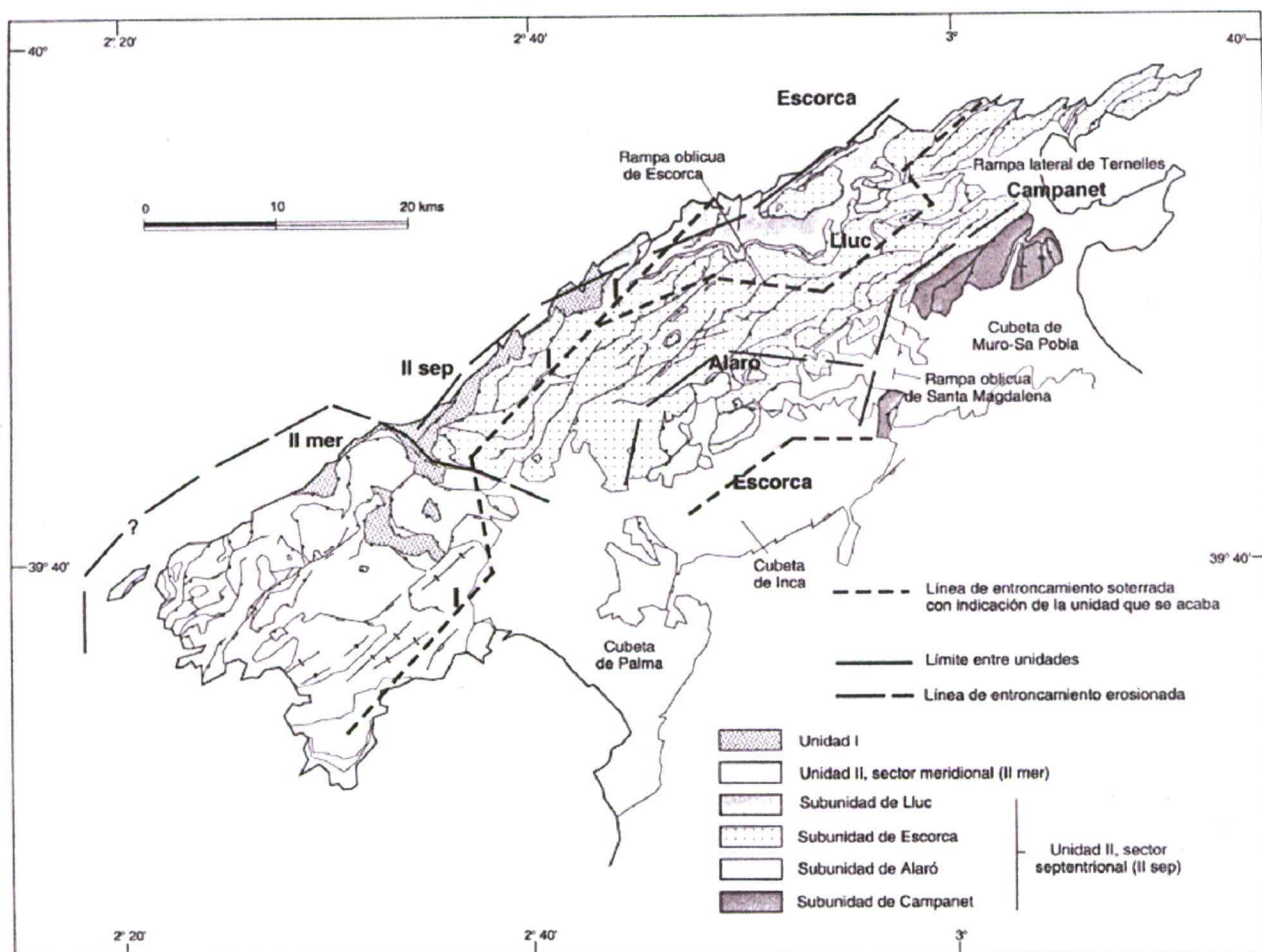 2° 20'
2° 40'
3°
40°
40°
Escorca
Rampa oblicua
de Escorca
Rampa lateral de Ternelles
Campanet
0
10
20 kms
Lluc
I
Cubeta de
Muro-Sa Pobla
II sep
I
Alaró
Rampa oblicua
de Santa Magdalena
II mer
Escorca
?
39° 40'
39° 40'
Cubeta
de Inca
I
Cubeta
de Palma
Línea de entroncamiento soterrada
con indicación de la unidad que se acaba
Límite entre unidades
Línea de entroncamiento erosionada
Unidad I
Unidad II, sector meridional (II mer)
Subunidad de Lluc
Subunidad de Escorca
Subunidad de Alaró
Subunidad de Campanet
Unidad II, sector
septentrional (II sep)
2° 20'
2° 40'
3°